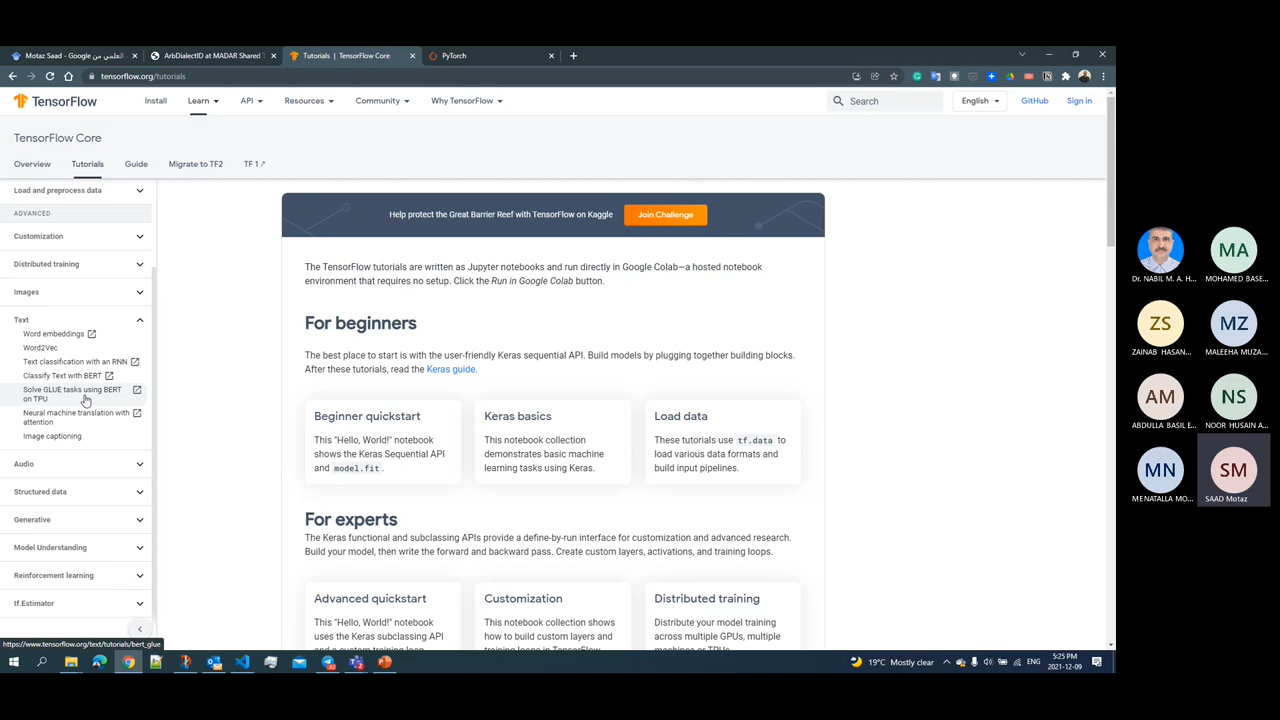 Motaz Saad - Google العلمي من
ArbDialectID at MADAR Shared T
Tutorials | TensorFlow Core
PyTorch
tensorflow.org/tutorials
TensorFlow
Install
Learn
API
Resources
Community
Why TensorFlow
Search
English
GitHub
Sign in
TensorFlow Core
Overview
Tutorials
Guide
Migrate to TF2
TF 1
Load and preprocess data
ADVANCED
Customization
Distributed training
Images
Text
Word embeddings
Word2Vec
Text classification with an RNN
Classify Text with BERT
Solve GLUE tasks using BERT
on TPU
Neural machine translation with
attention
Image captioning
Audio
Structured data
Generative
Model Understanding
Reinforcement learning
tf.Estimator
https://www.tensorflow.org/text/tutorials/bert_glue
Help protect the Great Barrier Reef with TensorFlow on Kaggle
Join Challenge
The TensorFlow tutorials are written as Jupyter notebooks and run directly in Google Colab—a hosted notebook
environment that requires no setup. Click the Run in Google Colab button.
For beginners
The best place to start is with the user-friendly Keras sequential API. Build models by plugging together building blocks.
After these tutorials, read the Keras guide.
Beginner quickstart
This "Hello, World!" notebook
shows the Keras Sequential API
and model.fit.
Keras basics
This notebook collection
demonstrates basic machine
learning tasks using Keras.
Load data
These tutorials use tf.data to
load various data formats and
build input pipelines.
For experts
The Keras functional and subclassing APIs provide a define-by-run interface for customization and advanced research.
Build your model, then write the forward and backward pass. Create custom layers, activations, and training loops.
Advanced quickstart
This "Hello, World!" notebook
uses the Keras subclassing API
and a custom training loop
Customization
This notebook collection shows
how to build custom layers and
training loops in TensorFlow
Distributed training
Distribute your model training
across multiple GPUs, multiple
machines or TPUs
19°C Mostly clear
ENG
5:25 PM
2021-12-09
Dr. NABIL M. A. H...
MA
MOHAMED BASE...
ZS
ZAINAB HASAN...
MZ
MALEEHA MUZA...
AM
ABDULLA BASIL E...
NS
NOOR HUSAIN A...
MN
MENATALLA MO...
SM
SAAD Motaz